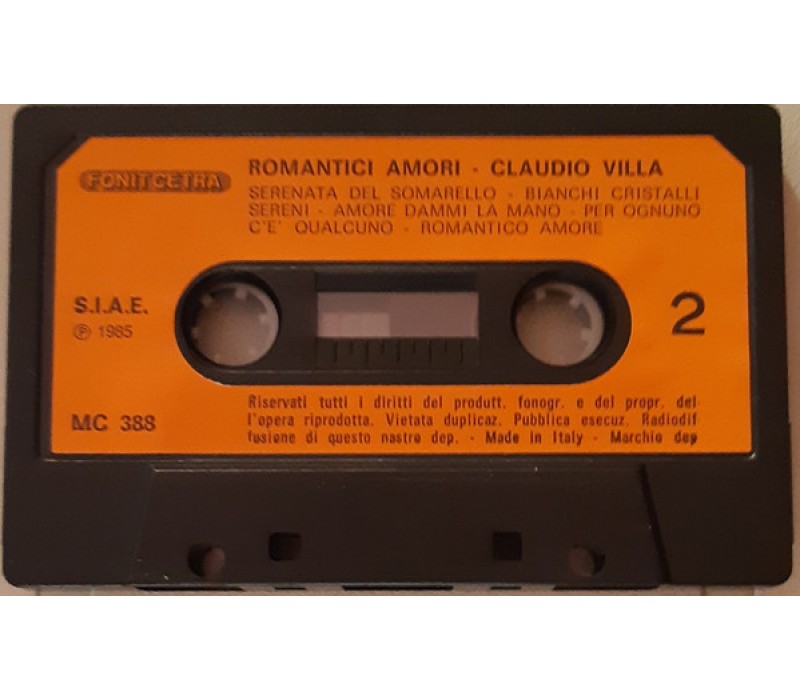 FONIT CETRA
ROMANTICI AMORI - CLAUDIO VILLA
SERENATA DEL SOMARELLO - BIANCHI CRISTALLI
SERENI - AMORE DAMMI LA MANO - PER OGNUNO
C'E' QUALCUNO - ROMANTICO AMORE
S.I.A.E.
℗ 1985
2
MC 388
Riservati tutti i diritti del produtt. fonogr. e del propr. del-
l'opera riprodotta. Vietata duplicaz. Pubblica esecuz. Radiodif
fusione di questo nastro dep. - Made in Italy - Marchio dep